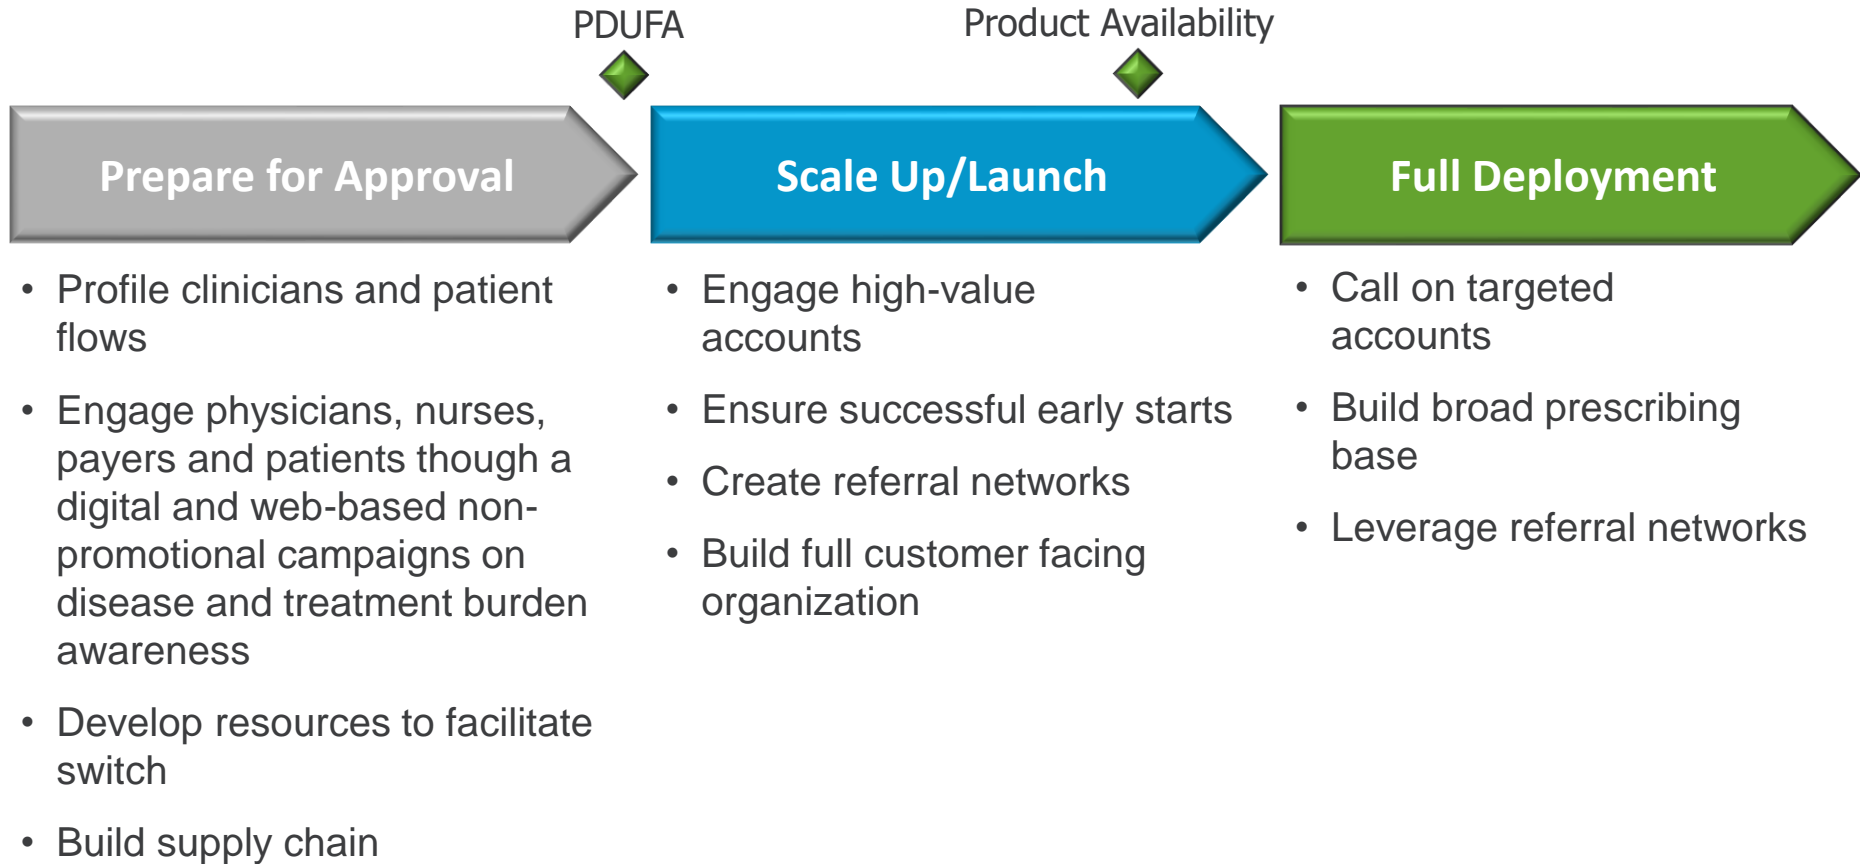 PDUFA
Product Availability
Prepare for Approval
Scale Up/Launch
Full Deployment
• Profile clinicians and patient
flows
• Engage physicians, nurses,
payers and patients though a
digital and web-based non-
promotional campaigns on
disease and treatment burden
awareness
• Develop resources to facilitate
switch
• Build supply chain
• Engage high-value
accounts
• Ensure successful early starts
• Create referral networks
• Build full customer facing
organization
• Call on targeted
accounts
• Build broad prescribing
base
• Leverage referral networks